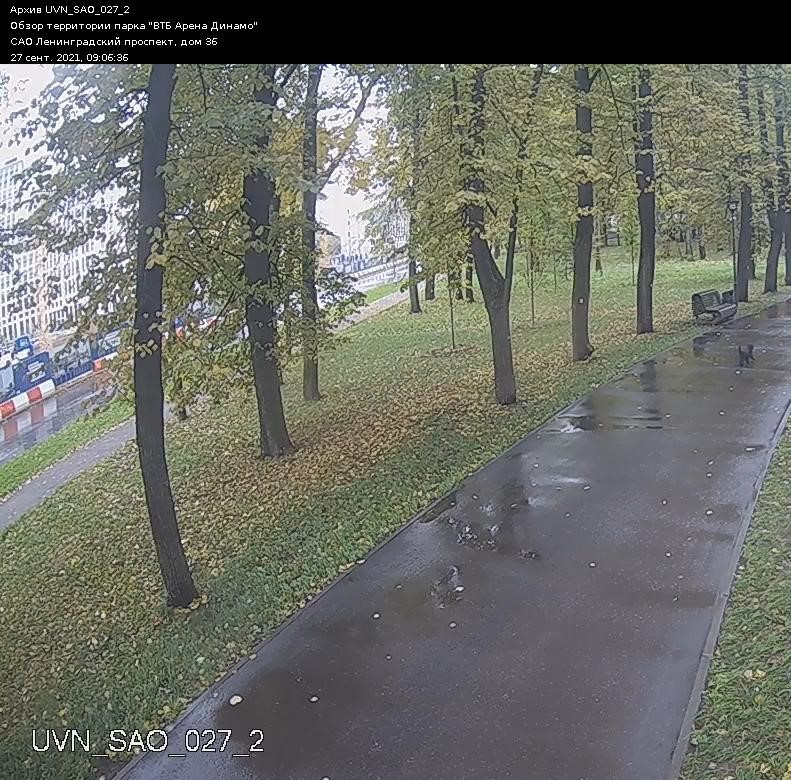 Архив UVN_SAO_027_2
Обзор территории парка "ВТБ Арена Динамо"
САО Ленинградский проспект, дом 36
27 сент. 2021, 09:06:36
UVN_SAO_027_2